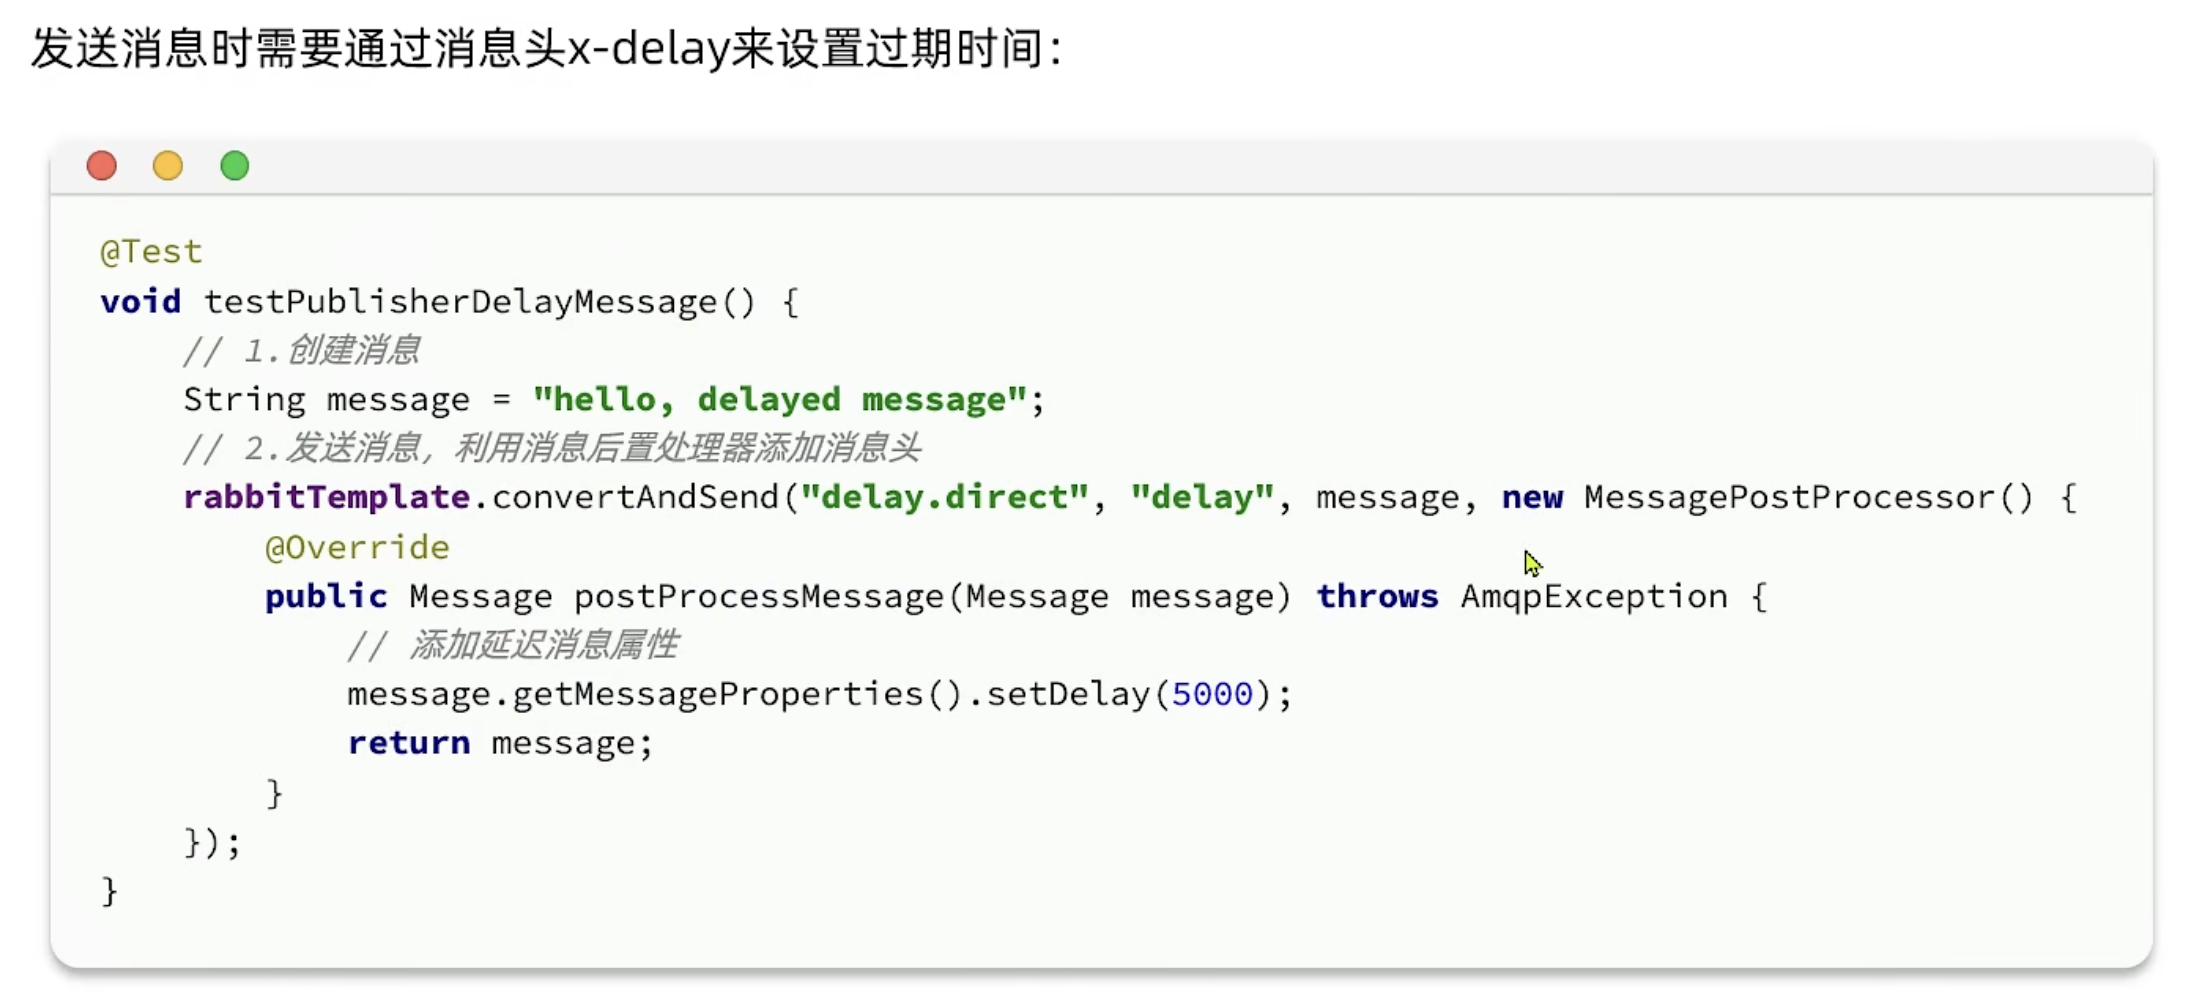 发送消息时需要通过消息头x-delay来设置过期时间：
@Test
void testPublisherDelayMessage() {
    // 1.创建消息
    String message = "hello, delayed message";
    // 2.发送消息，利用消息后置处理器添加消息头
    rabbitTemplate.convertAndSend("delay.direct", "delay", message, new MessagePostProcessor() {
        @Override
        public Message postProcessMessage(Message message) throws AmqpException {
            // 添加延迟消息属性
            message.getMessageProperties().setDelay(5000);
            return message;
        }
    });
}